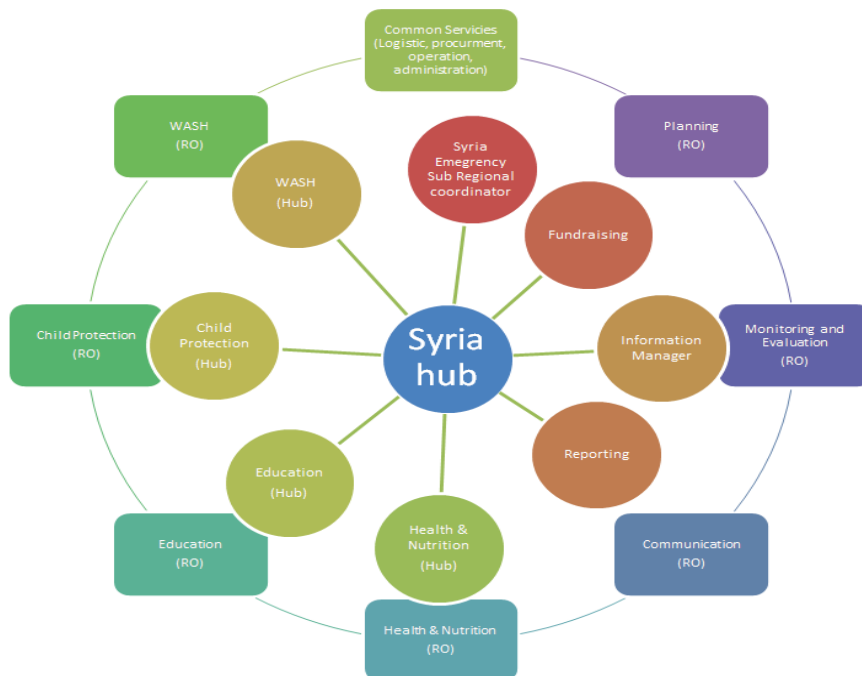 Common Servicies
(Logistic, procurment,
operation,
administration)
WASH
(RO)
Planning
(RO)
Syria
Emegrency
Sub Regional
coordinator
WASH
(Hub)
Fundraising
Child Protection
(RO)
Child
Protection
(Hub)
Syria
hub
Information
Manager
Monitoring and
Evaluation
(RO)
Education
(Hub)
Reporting
Health &
Nutrition
(Hub)
Education
(RO)
Communication
(RO)
Health & Nutrition
(RO)